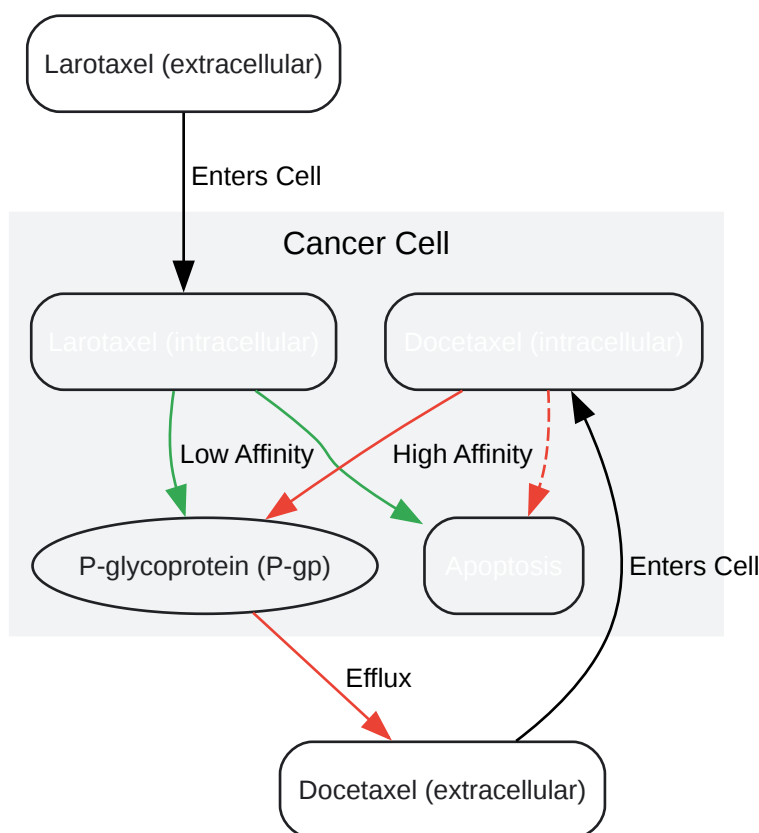 Larotaxel (extracellular)
Enters Cell
Cancer Cell
Larotaxel (intracellular)
Docetaxel (intracellular)
Low Affinity
High Affinity
P-glycoprotein (P-gp)
Apoptosis
Enters Cell
Efflux
Docetaxel (extracellular)